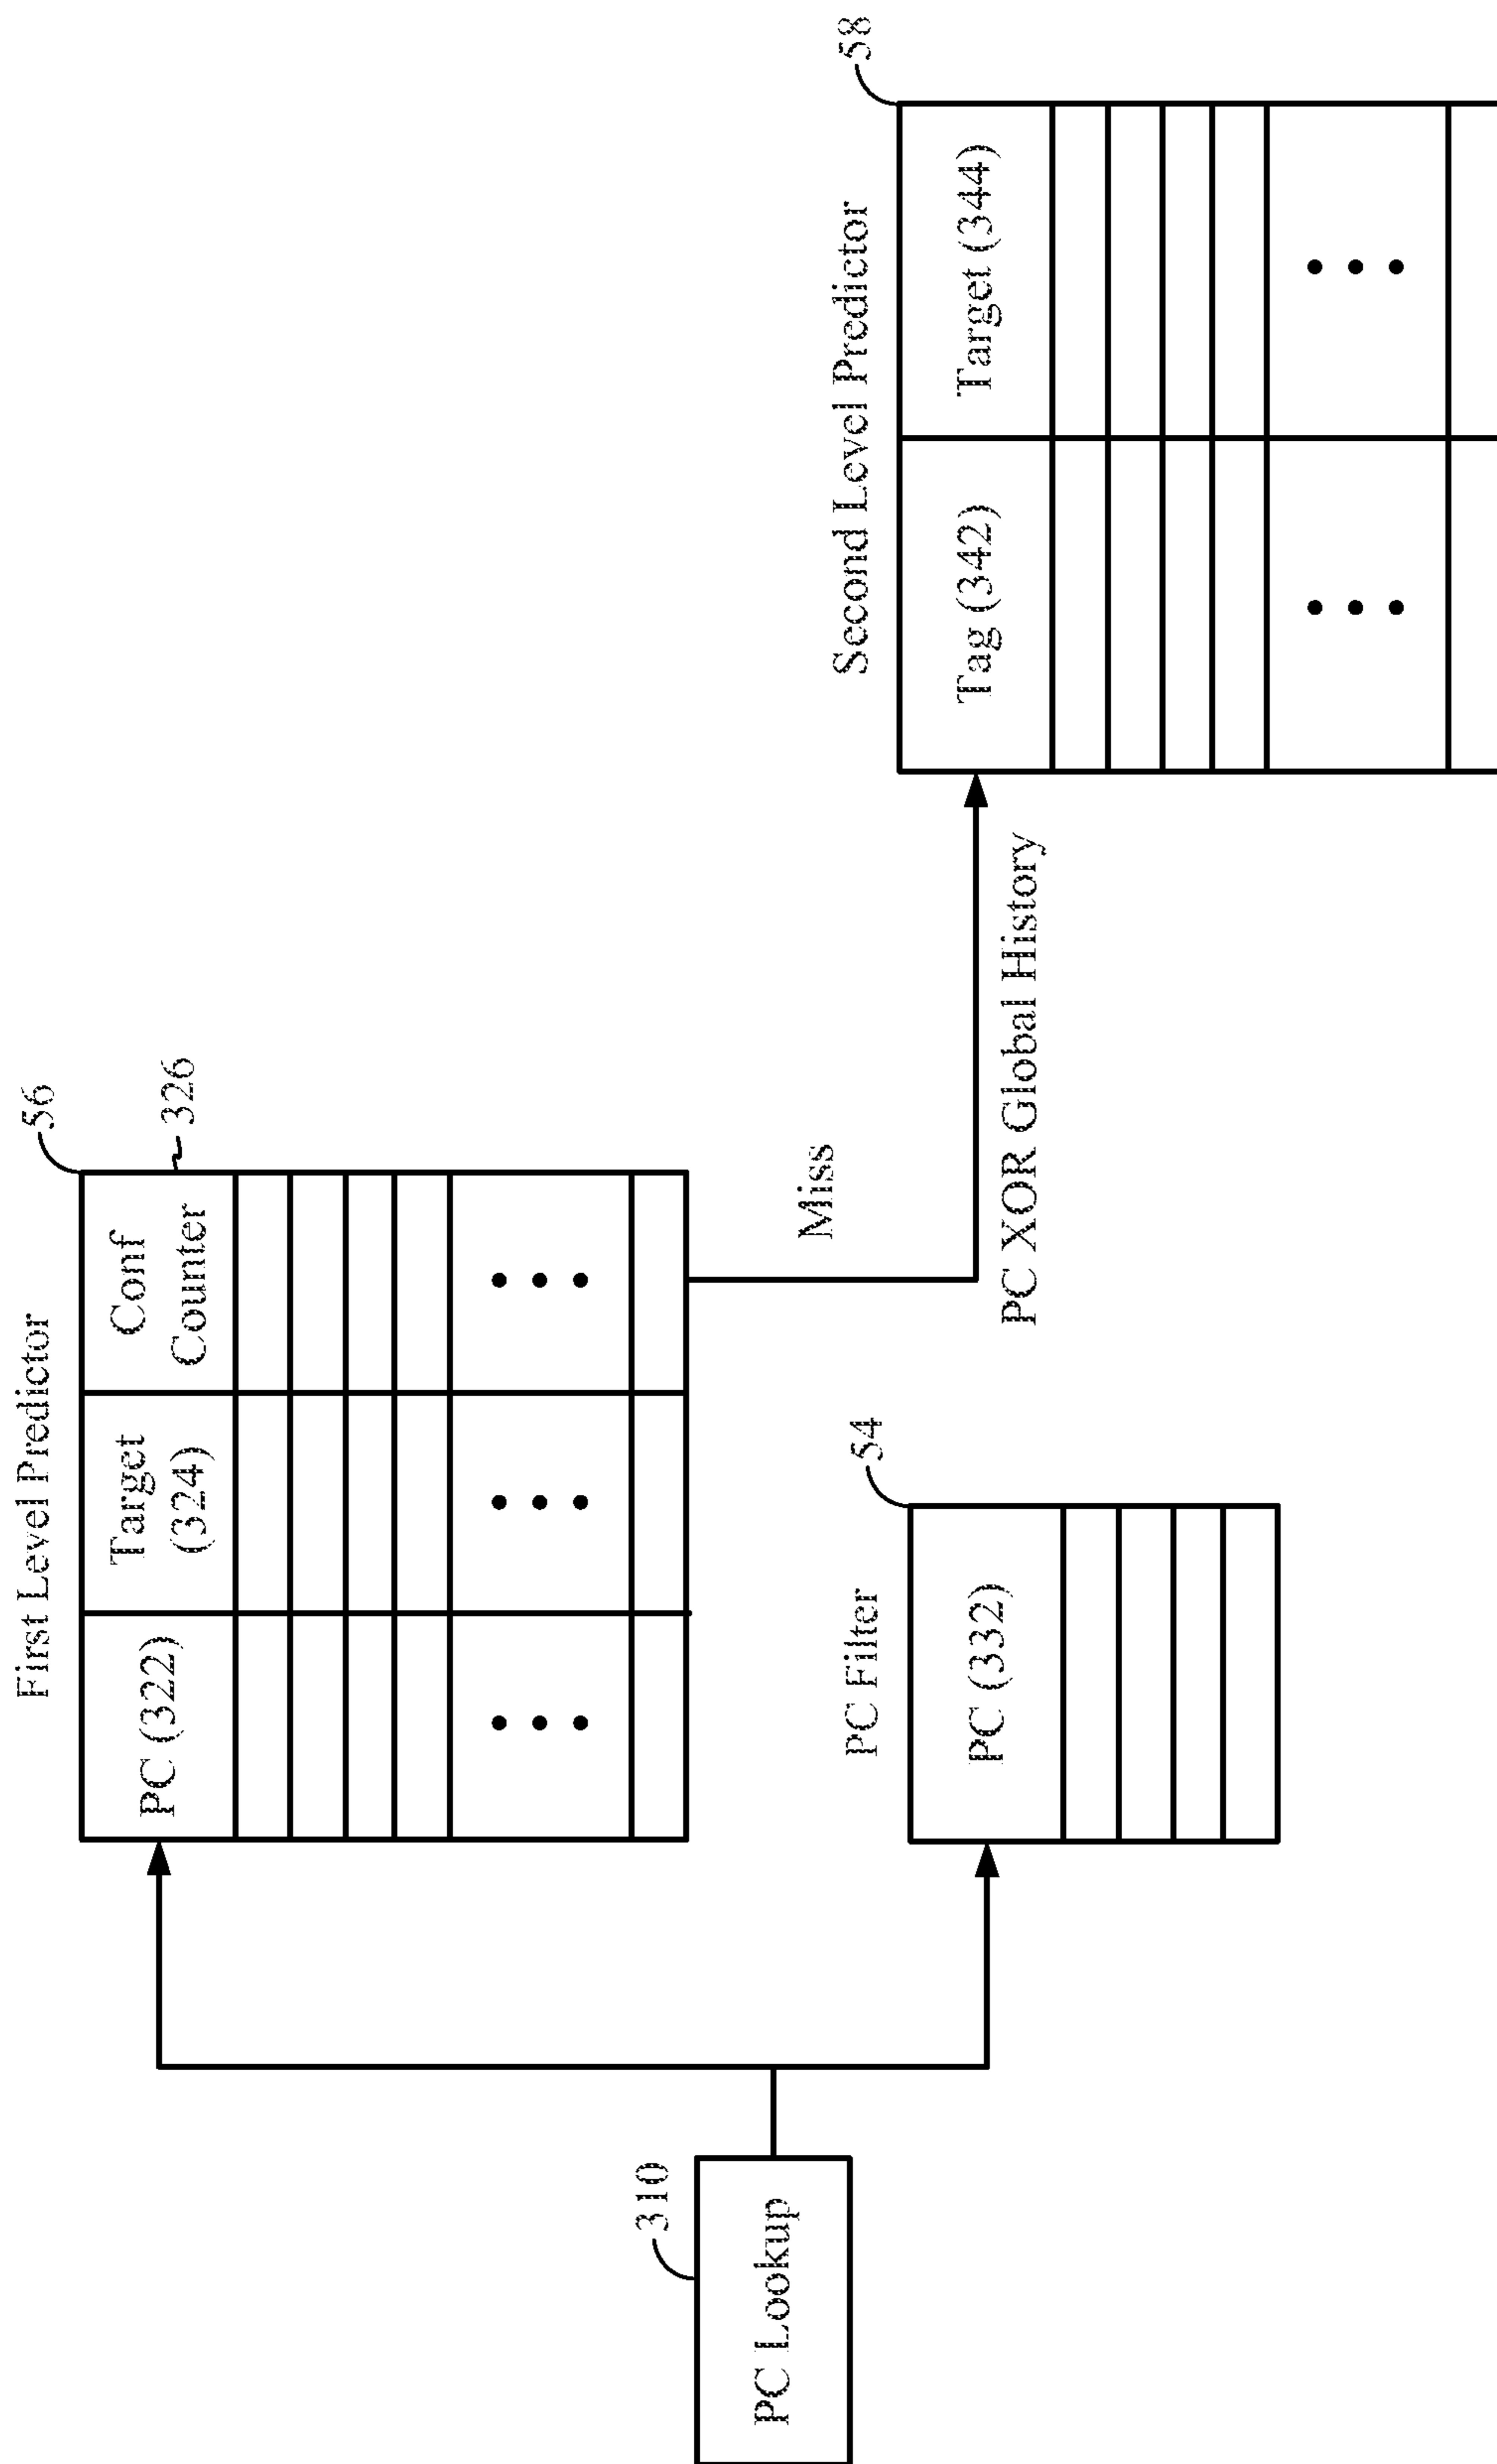 First Level Predictor
56
PC (322)
Target
(324)
Conf
Counter
326
Miss
PC XOR Global History
PC Lookup
310
PC Filter
54
PC (332)
Second Level Predictor
58
Tag (342)
Target (344)